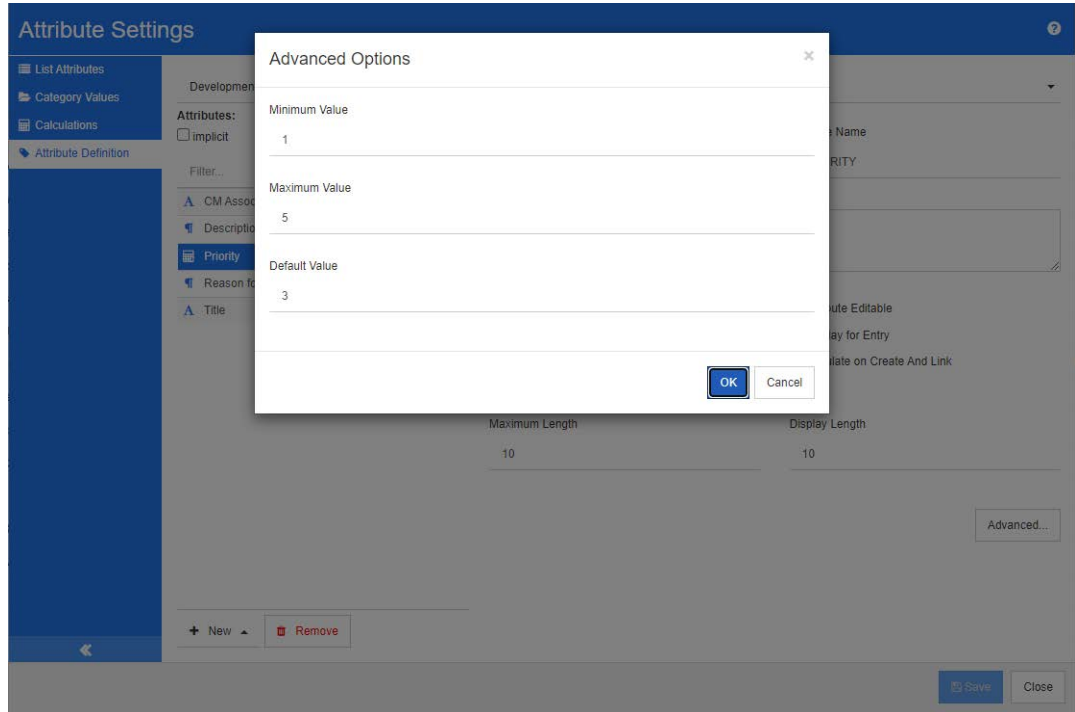 Attribute Settings
List Attributes
Category Values
Calculations
Attribute Definition
Developmen
Attributes:
implicit
Filter...
CM Assoc
Descriptio
Priority
Reason fo
Title
New
Remove
Advanced Options
Minimum Value
1
Maximum Value
5
Default Value
3
OK
Cancel
e Name
RITY
ute Editable
ay for Entry
late on Create And Link
Maximum Length
10
Display Length
10
Advanced...
Save
Close